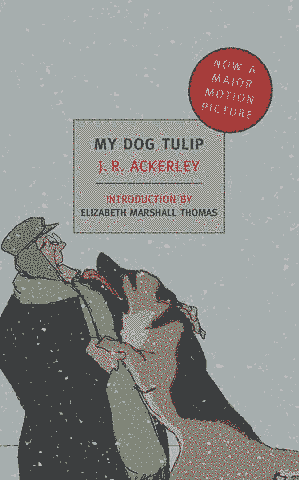 NOW A
MAJOR
MOTION
PICTURE
MY DOG TULIP
J. R. ACKERLEY
INTRODUCTION BY
ELIZABETH MARSHALL THOMAS